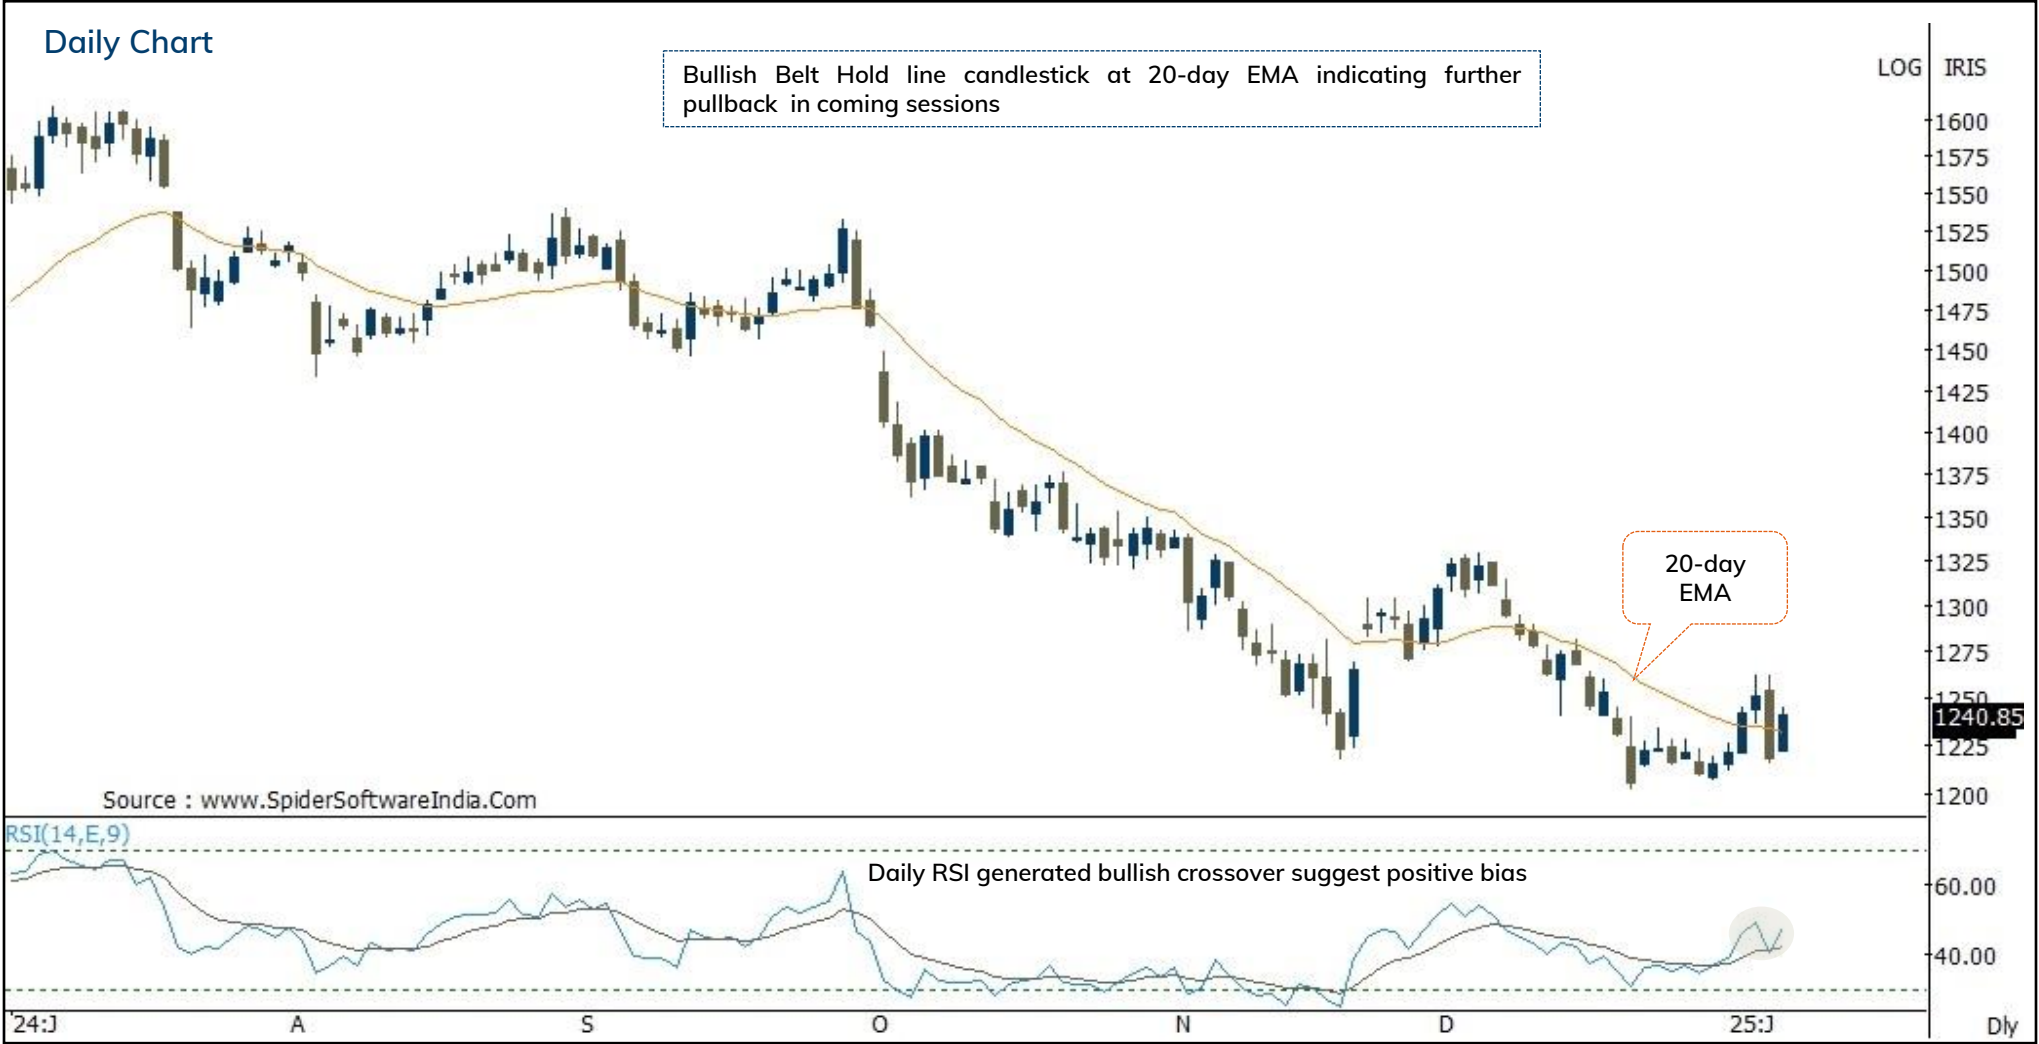 Daily Chart
Bullish Belt Hold line candlestick at 20-day EMA indicating further
pullback in coming sessions
LOG IRIS
1600
1575
1550
1525
1500
1475
1450
1425
1400
1375
1350
1325
1300
1275
1250
1240.85
1225
1200
20-day
EMA
Source : www.SpiderSoftwareIndia.Com
RSI(14,E,9)
Daily RSI generated bullish crossover suggest positive bias
60.00
40.00
'24:J A S O N D 25:J Dly